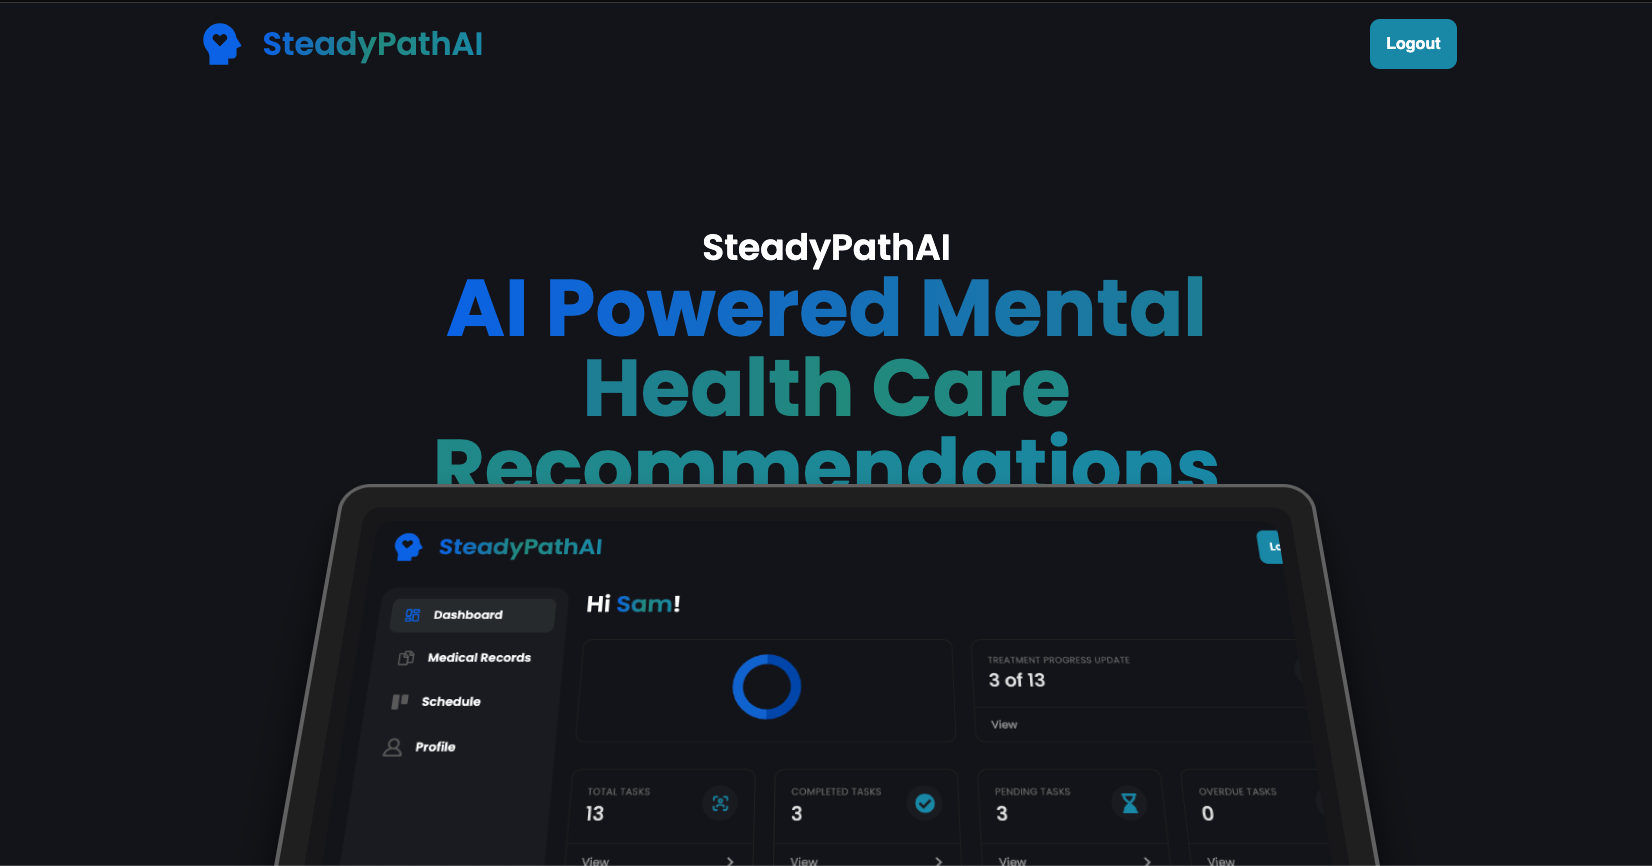 SteadyPathAI
Logout
SteadyPathAI
AI Powered Mental
Health Care
Recommendations
SteadyPathAI
Lo
Dashboard
Medical Records
Schedule
Profile
Hi Sam!
TREATMENT PROGRESS UPDATE
3 of 13
View
TOTAL TASKS
13
View
COMPLETED TASKS
3
View
PENDING TASKS
3
View
OVERDUE TASKS
0
View